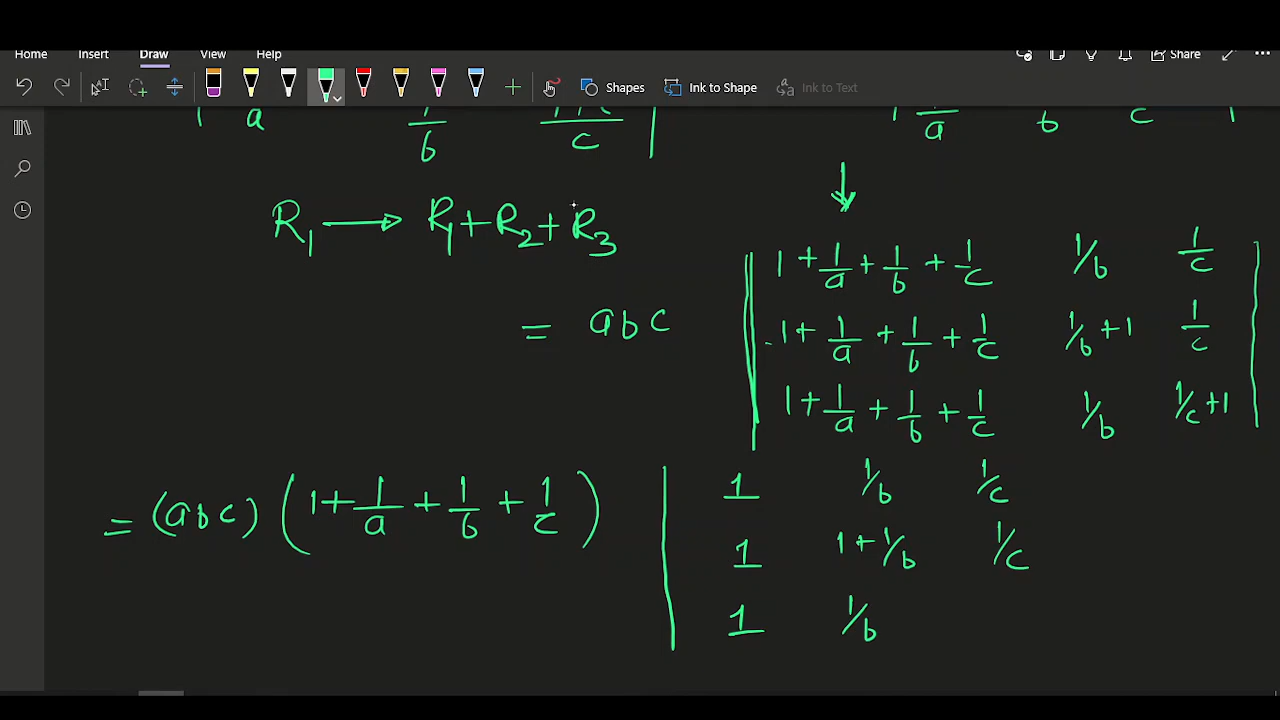 Home Insert Draw View Help Share
Shapes Ink to Shape Ink to Text
a 1/b c 1/a b c
R₁ ⟶ R₁+R₂+R₃
1 + 1/a + 1/b + 1/c 1/b 1/c
= abc 1 + 1/a + 1/b + 1/c 1/b + 1 1/c
1 + 1/a + 1/b + 1/c 1/b 1/c + 1
1 1/b 1/c
= (abc) (1 + 1/a + 1/b + 1/c)
1 1 + 1/b 1/c
1 1/b